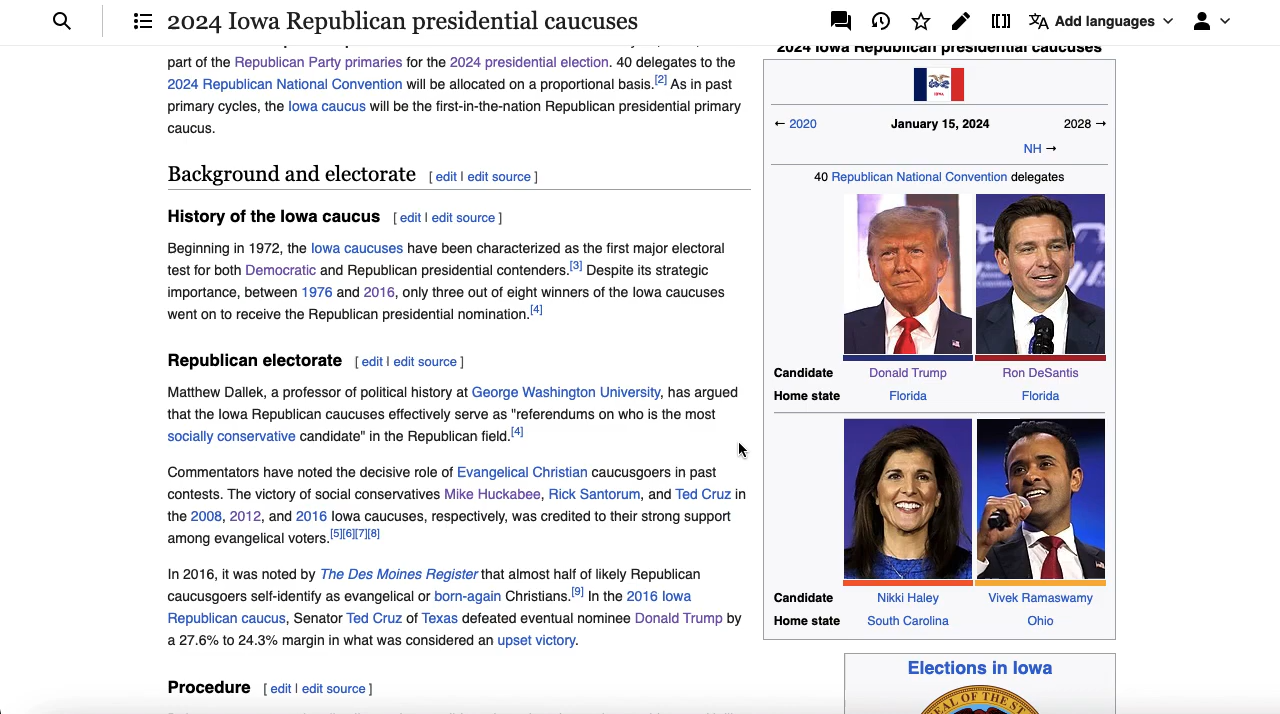 2024 Iowa Republican presidential caucuses
Add languages
part of the Republican Party primaries for the 2024 presidential election. 40 delegates to the
2024 Republican National Convention will be allocated on a proportional basis.[2] As in past
primary cycles, the Iowa caucus will be the first-in-the-nation Republican presidential primary
caucus.
Background and electorate [ edit | edit source ]
History of the Iowa caucus [ edit | edit source ]
Beginning in 1972, the Iowa caucuses have been characterized as the first major electoral
test for both Democratic and Republican presidential contenders.[3] Despite its strategic
importance, between 1976 and 2016, only three out of eight winners of the Iowa caucuses
went on to receive the Republican presidential nomination.[4]
Republican electorate [ edit | edit source ]
Matthew Dallek, a professor of political history at George Washington University, has argued
that the Iowa Republican caucuses effectively serve as "referendums on who is the most
socially conservative candidate" in the Republican field.[4]
Commentators have noted the decisive role of Evangelical Christian caucusgoers in past
contests. The victory of social conservatives Mike Huckabee, Rick Santorum, and Ted Cruz in
the 2008, 2012, and 2016 Iowa caucuses, respectively, was credited to their strong support
among evangelical voters.[5][6][7][8]
In 2016, it was noted by The Des Moines Register that almost half of likely Republican
caucusgoers self-identify as evangelical or born-again Christians.[9] In the 2016 Iowa
Republican caucus, Senator Ted Cruz of Texas defeated eventual nominee Donald Trump by
a 27.6% to 24.3% margin in what was considered an upset victory.
Procedure [ edit | edit source ]
2024 Iowa Republican presidential caucuses
IOWA
← 2020 January 15, 2024 2028 →
NH →
40 Republican National Convention delegates
Candidate Donald Trump Ron DeSantis
Home state Florida Florida
Candidate Nikki Haley Vivek Ramaswamy
Home state South Carolina Ohio
Elections in Iowa
SEAL OF THE